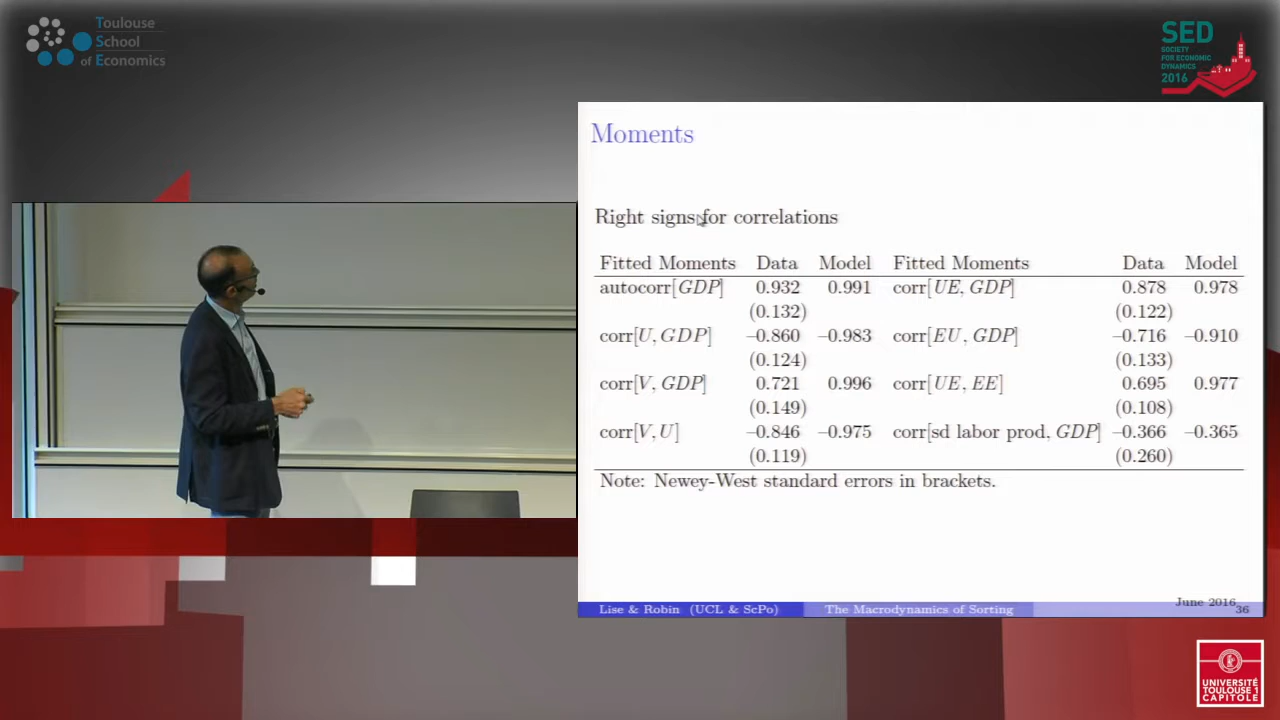 Toulouse
School
of Economics
SED
SOCIETY
FOR ECONOMIC
DYNAMICS
2016
Moments
Right signs for correlations
Fitted Moments Data Model Fitted Moments Data Model
autocorr[GDP] 0.932 0.991 corr[UE, GDP] 0.878 0.978
(0.132) (0.122)
corr[U, GDP] –0.860 –0.983 corr[EU, GDP] –0.716 –0.910
(0.124) (0.133)
corr[V, GDP] 0.721 0.996 corr[UE, EE] 0.695 0.977
(0.149) (0.108)
corr[V, U] –0.846 –0.975 corr[sd labor prod, GDP] –0.366 –0.365
(0.119) (0.260)
Note: Newey-West standard errors in brackets.
Lise & Robin (UCL & ScPo) The Macrodynamics of Sorting June 2016 36
UNIVERSITÉ
TOULOUSE 1
CAPITOLE